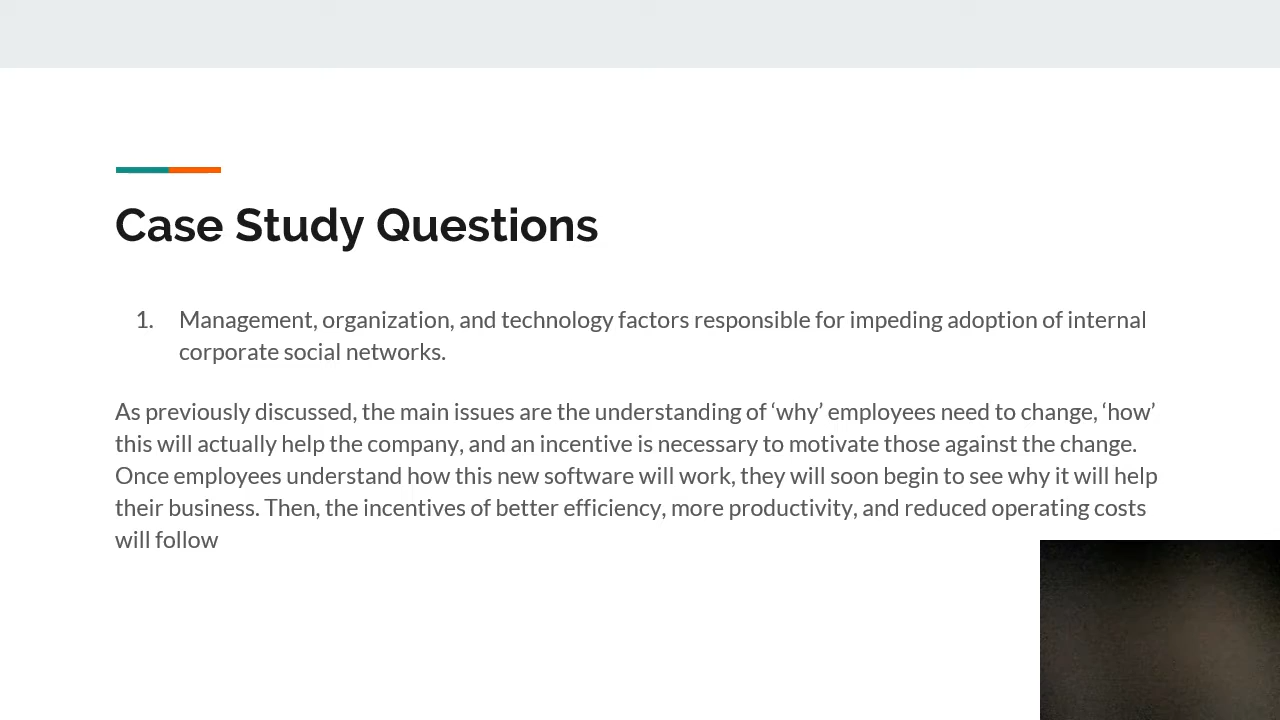 Case Study Questions
1. Management, organization, and technology factors responsible for impeding adoption of internal
corporate social networks.
As previously discussed, the main issues are the understanding of ‘why’ employees need to change, ‘how’
this will actually help the company, and an incentive is necessary to motivate those against the change.
Once employees understand how this new software will work, they will soon begin to see why it will help
their business. Then, the incentives of better efficiency, more productivity, and reduced operating costs
will follow